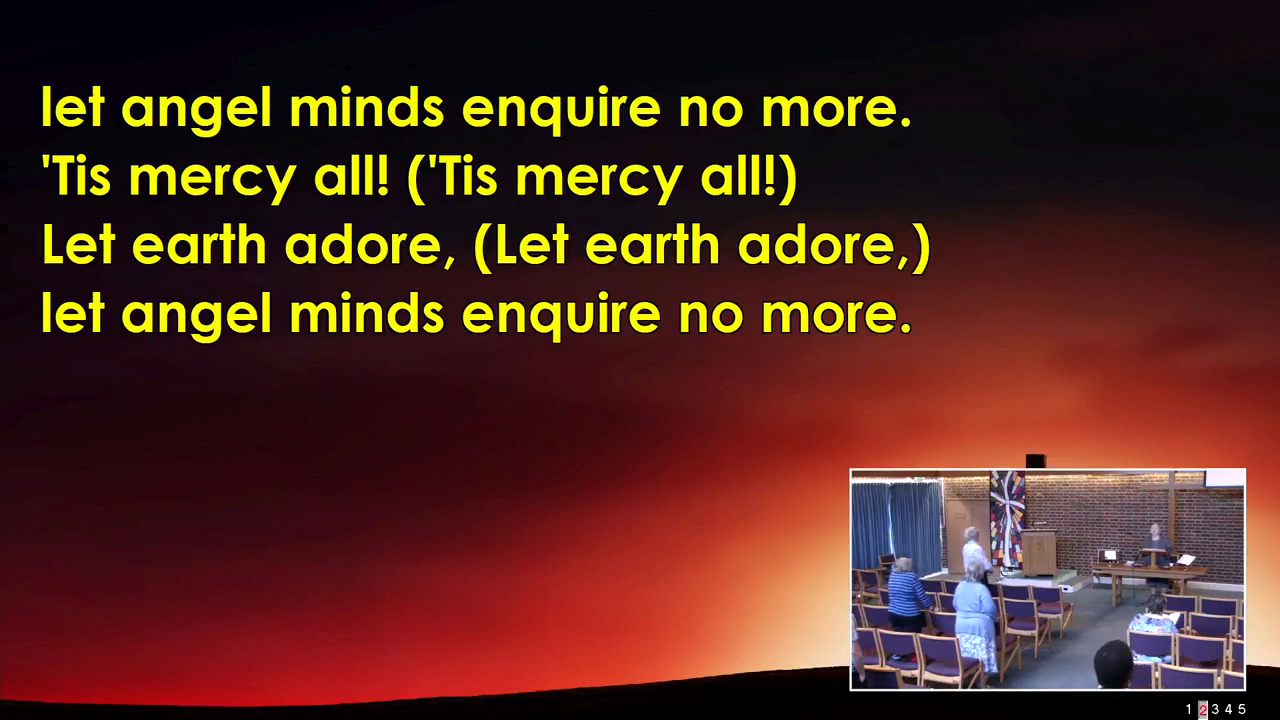 let angel minds enquire no more.
'Tis mercy all! ('Tis mercy all!)
Let earth adore, (Let earth adore,)
let angel minds enquire no more.
1 2 3 4 5